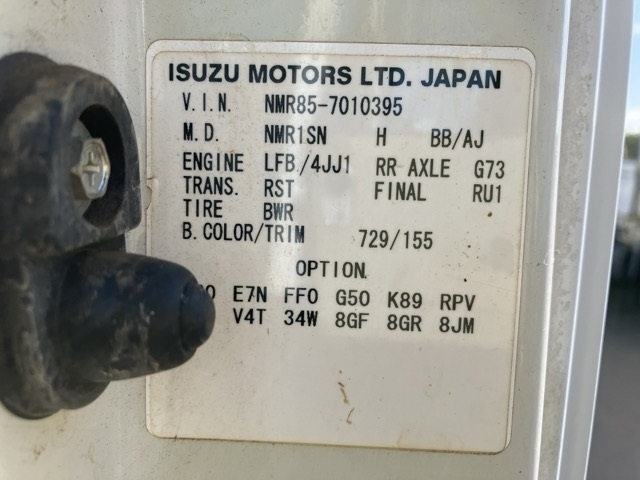 ISUZU MOTORS LTD. JAPAN
V.I.N. NMR85-7010395
M.D. NMR1SN H BB/AJ
ENGINE LFB/4JJ1 RR AXLE G73
TRANS. RST FINAL RU1
TIRE BWR
B.COLOR/TRIM 729/155
OPTION
E7N FF0 G50 K89 RPV
V4T 34W 8GF 8GR 8JM